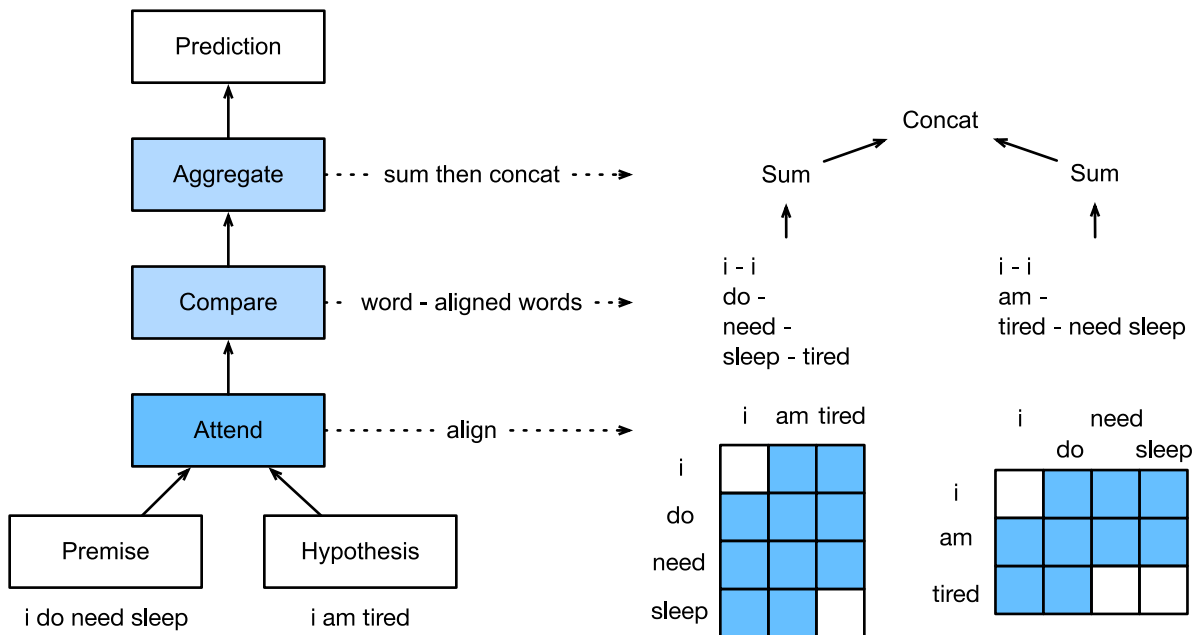 Prediction
Aggregate
sum then concat
Compare
word - aligned words
Attend
align
Premise
Hypothesis
i do need sleep
i am tired
Concat
Sum
Sum
i - i
do -
need -
sleep - tired
i - i
am -
tired - need sleep
i am tired
i
do
need
sleep
i need
do sleep
i
am
tired